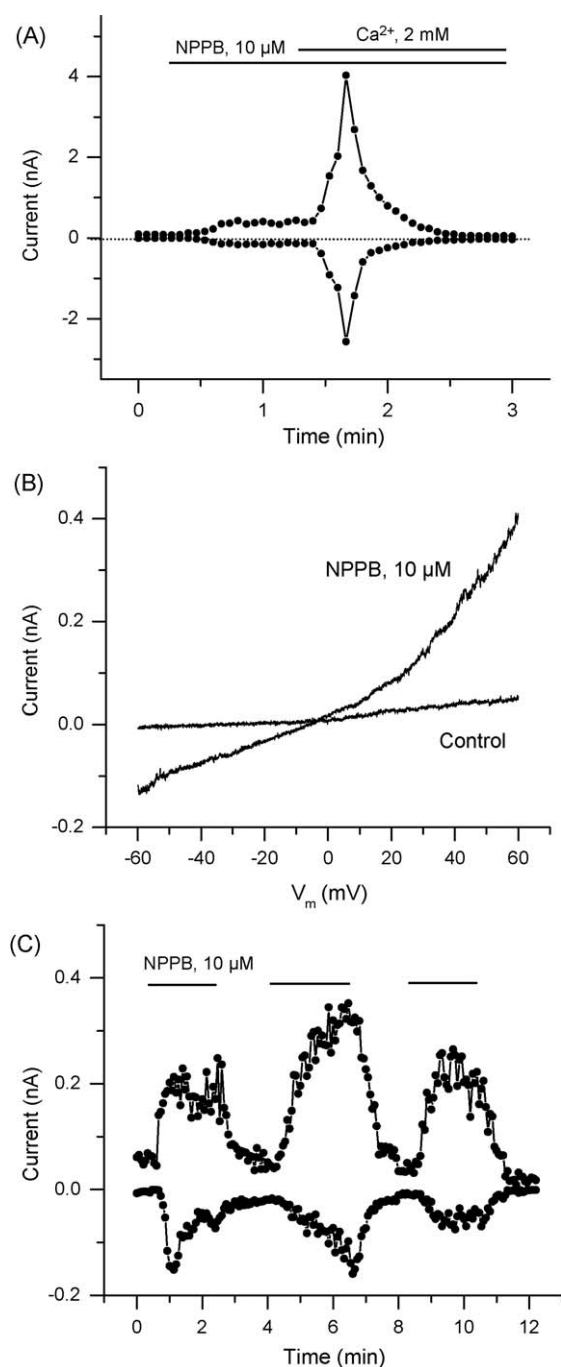 (A)
NPPB, 10 µM
Ca²⁺, 2 mM
4
2
0
-2
Current (nA)
0 1 2 3
Time (min)
(B)
0.4
0.2
0.0
-0.2
Current (nA)
NPPB, 10 µM
Control
-60 -40 -20 0 20 40 60
Vₘ (mV)
(C)
NPPB, 10 µM
0.4
0.2
0.0
-0.2
Current (nA)
0 2 4 6 8 10 12
Time (min)